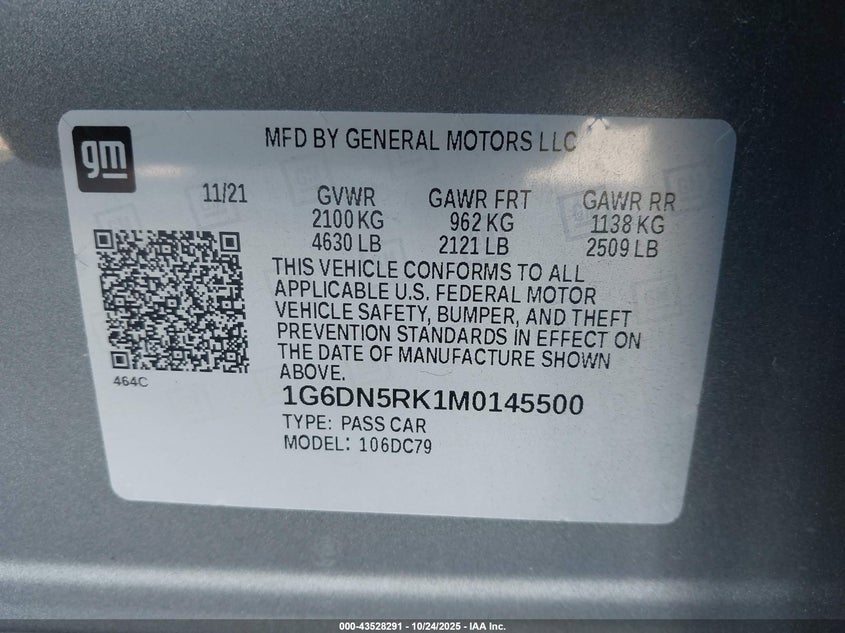 gm
MFD BY GENERAL MOTORS LLC
11/21 GVWR GAWR FRT GAWR RR
2100 KG 962 KG 1138 KG
4630 LB 2121 LB 2509 LB
THIS VEHICLE CONFORMS TO ALL
APPLICABLE U.S. FEDERAL MOTOR
VEHICLE SAFETY, BUMPER, AND THEFT
PREVENTION STANDARDS IN EFFECT ON
THE DATE OF MANUFACTURE SHOWN
ABOVE.
464C
1G6DN5RK1M0145500
TYPE: PASS CAR
MODEL: 106DC79
000-43528291 - 10/24/2025 - IAA Inc.